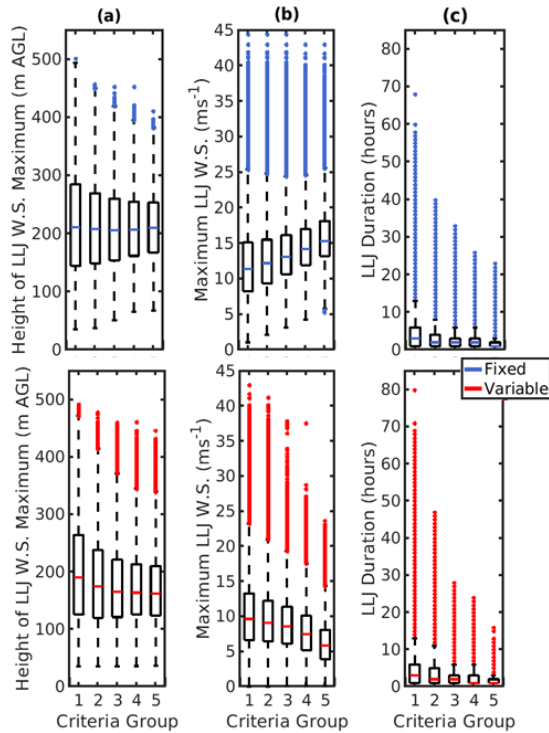 (a)
(b)
(c)
Height of LLJ W.S. Maximum (m AGL)
500
400
300
200
100
0
Maximum LLJ W.S. (ms-1)
45
40
35
30
25
20
15
10
5
0
LLJ Duration (hours)
80
70
60
50
40
30
20
10
0
Fixed
Variable
Height of LLJ W.S. Maximum (m AGL)
500
400
300
200
100
0
1 2 3 4 5
Criteria Group
Maximum LLJ W.S. (ms-1)
45
40
35
30
25
20
15
10
5
0
1 2 3 4 5
Criteria Group
LLJ Duration (hours)
80
70
60
50
40
30
20
10
0
1 2 3 4 5
Criteria Group